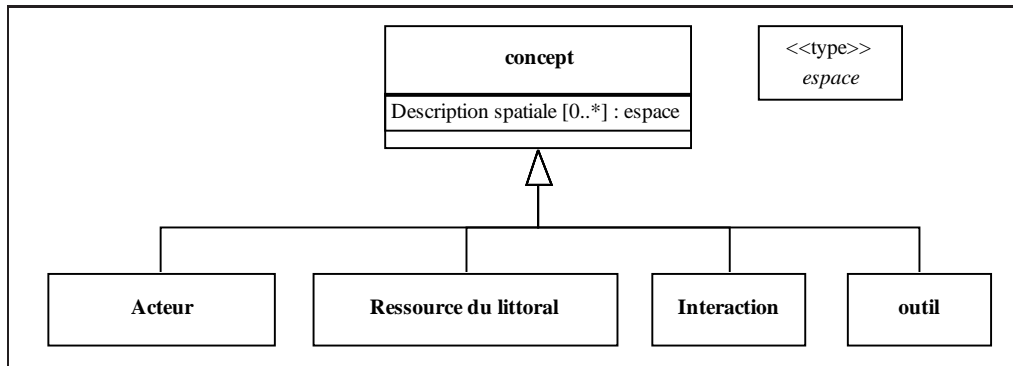 concept
Description spatiale [0..*] : espace
<<type>>
espace
Acteur
Ressource du littoral
Interaction
outil